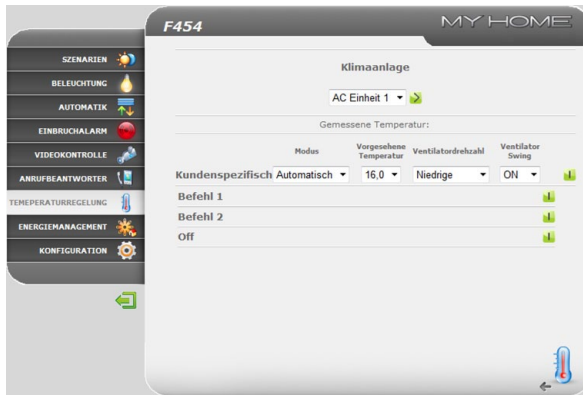 F454
MY HOME
SZENARIEN
BELEUCHTUNG
AUTOMATIK
EINBRUCHALARM
VIDEOKONTROLLE
ANRUFBEANTWORTER
TEMEPERATURREGELUNG
ENERGIEMANAGEMENT
KONFIGURATION
Klimaanlage
AC Einheit 1
Gemessene Temperatur:
Modus Vorgesehene Temperatur Ventilatordrehzahl Ventilator Swing
Kundenspezifisch Automatisch 16,0 Niedrige ON
Befehl 1
Befehl 2
Off